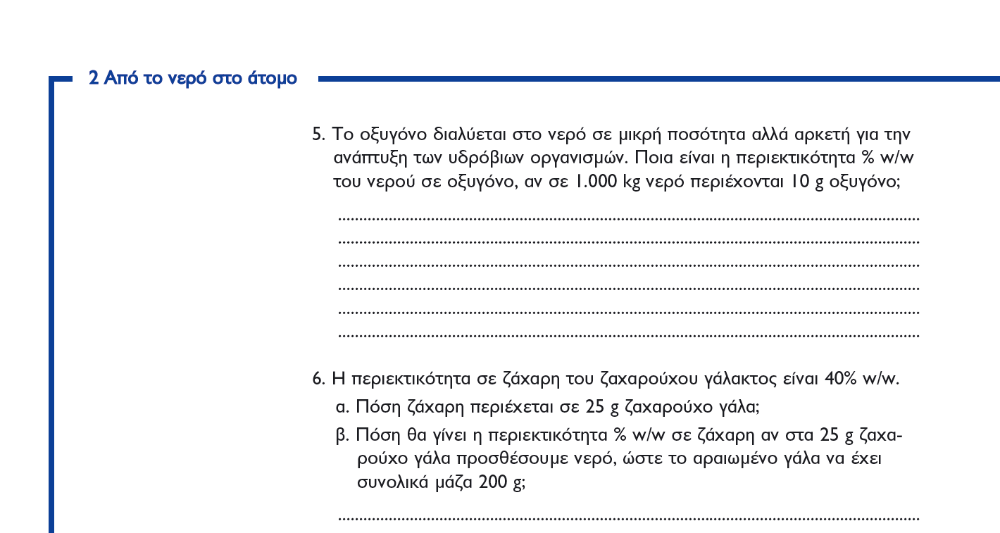 2 Από το νερό στο άτομο
5. Το οξυγόνο διαλύεται στο νερό σε μικρή ποσότητα αλλά αρκετή για την
ανάπτυξη των υδρόβιων οργανισμών. Ποια είναι η περιεκτικότητα % w/w
του νερού σε οξυγόνο, αν σε 1.000 kg νερό περιέχονται 10 g οξυγόνο;
6. Η περιεκτικότητα σε ζάχαρη του ζαχαρούχου γάλακτος είναι 40% w/w.
α. Πόση ζάχαρη περιέχεται σε 25 g ζαχαρούχο γάλα;
β. Πόση θα γίνει η περιεκτικότητα % w/w σε ζάχαρη αν στα 25 g ζαχα-
ρούχο γάλα προσθέσουμε νερό, ώστε το αραιωμένο γάλα να έχει
συνολικά μάζα 200 g;